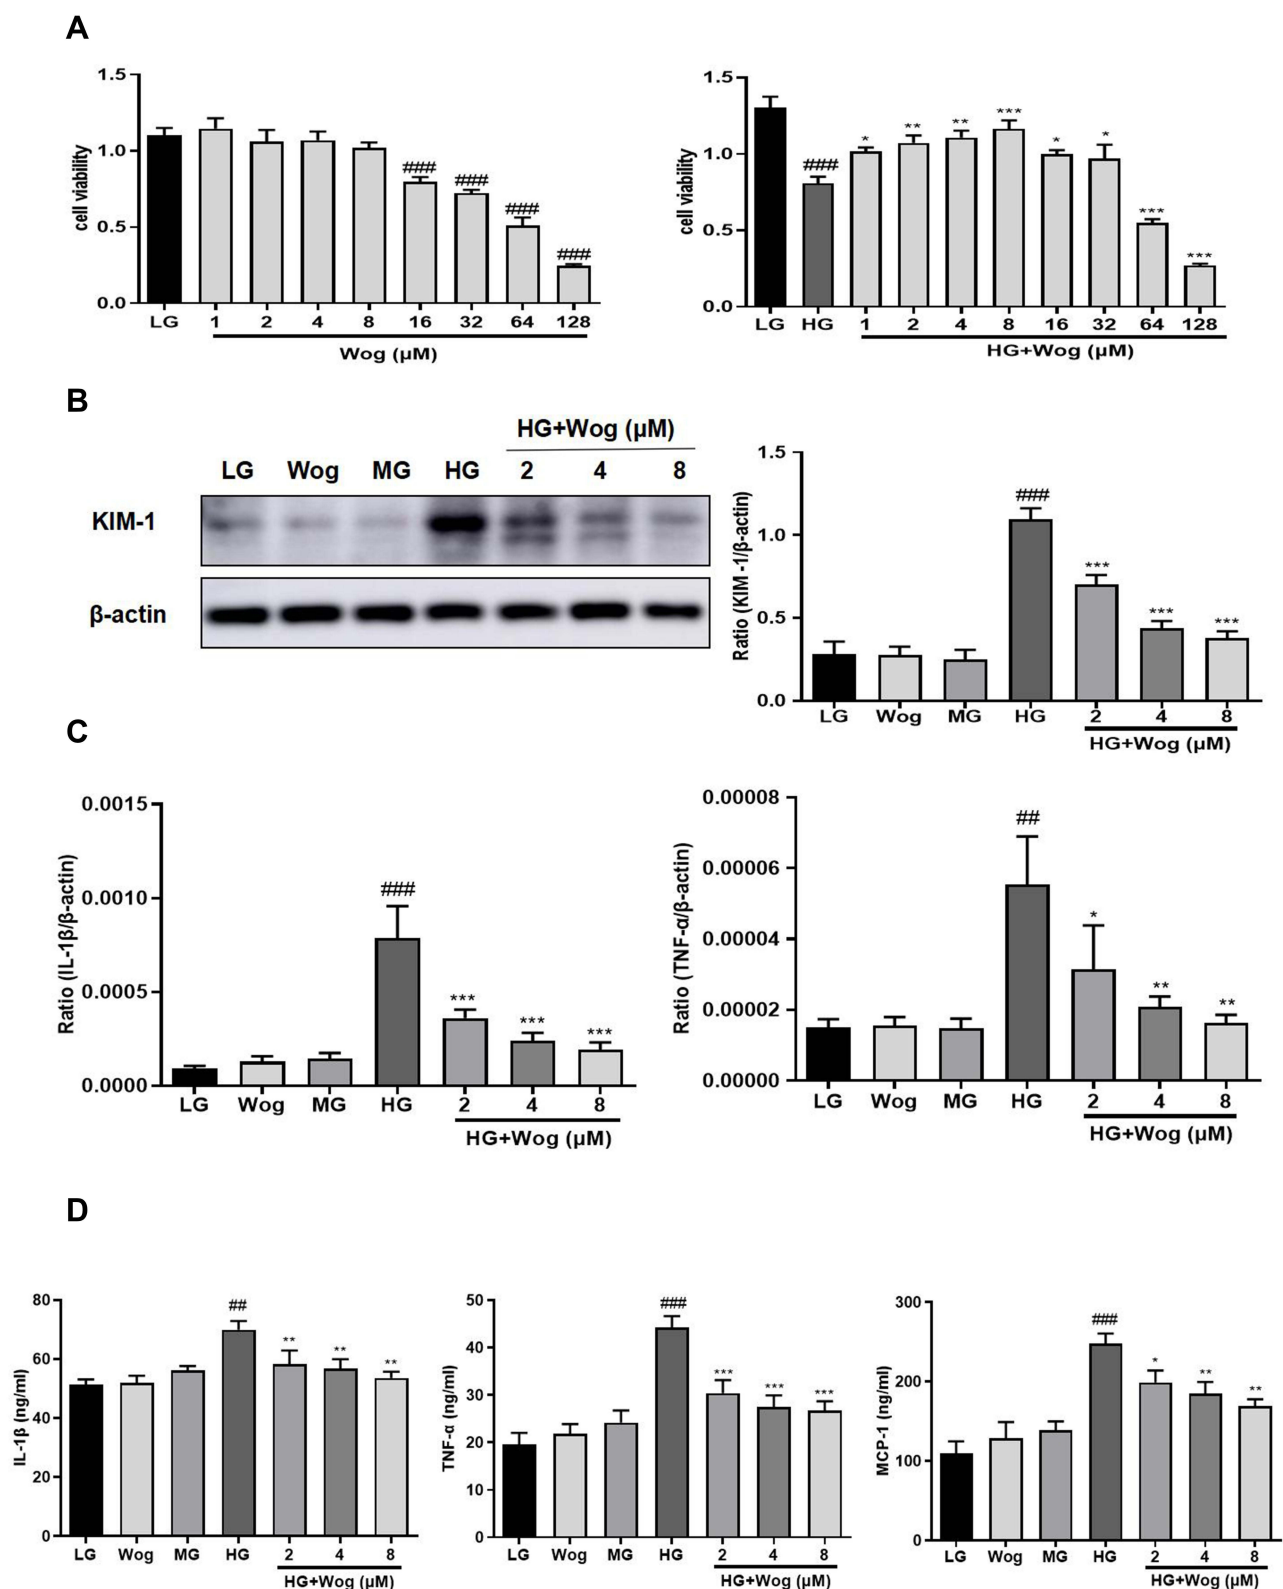 A
1.5
1.0
0.5
0.0
cell viability
### ### ### ###
LG 1 2 4 8 16 32 64 128
Wog (μM)
1.5
1.0
0.5
0.0
cell viability
### * ** ** *** * * *** ***
LG HG 1 2 4 8 16 32 64 128
HG+Wog (μM)
B
HG+Wog (μM)
LG Wog MG HG 2 4 8
KIM-1
β-actin
1.5
1.0
0.5
0.0
Ratio (KIM -1/β-actin)
### *** *** ***
LG Wog MG HG 2 4 8
HG+Wog (μM)
C
0.0015
0.0010
0.0005
0.0000
Ratio (IL-1β/β-actin)
### *** *** ***
LG Wog MG HG 2 4 8
HG+Wog (μM)
0.00008
0.00006
0.00004
0.00002
0.00000
Ratio (TNF-α/β-actin)
## * ** **
LG Wog MG HG 2 4 8
HG+Wog (μM)
D
80
60
40
20
0
IL-1β (ng/ml)
## ** ** **
LG Wog MG HG 2 4 8
HG+Wog (μM)
50
40
30
20
10
0
TNF-α (ng/ml)
### *** *** ***
LG Wog MG HG 2 4 8
HG+Wog (μM)
300
200
100
0
MCP-1 (ng/ml)
### * ** **
LG Wog MG HG 2 4 8
HG+Wog (μM)